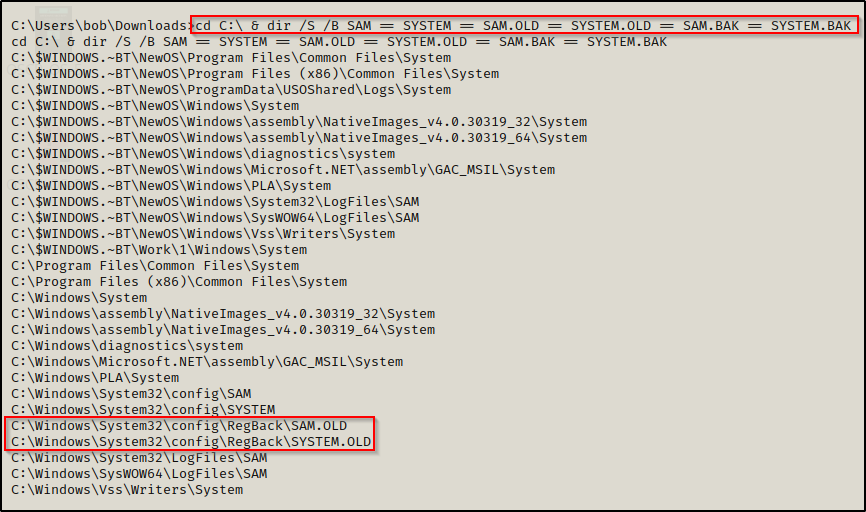 C:\Users\bob\Downloads>cd C:\ & dir /S /B SAM == SYSTEM == SAM.OLD == SYSTEM.OLD == SAM.BAK == SYSTEM.BAK
cd C:\ & dir /S /B SAM == SYSTEM == SAM.OLD == SYSTEM.OLD == SAM.BAK == SYSTEM.BAK
C:\$WINDOWS.~BT\NewOS\Program Files\Common Files\System
C:\$WINDOWS.~BT\NewOS\Program Files (x86)\Common Files\System
C:\$WINDOWS.~BT\NewOS\ProgramData\USOShared\Logs\System
C:\$WINDOWS.~BT\NewOS\Windows\System
C:\$WINDOWS.~BT\NewOS\Windows\assembly\NativeImages_v4.0.30319_32\System
C:\$WINDOWS.~BT\NewOS\Windows\assembly\NativeImages_v4.0.30319_64\System
C:\$WINDOWS.~BT\NewOS\Windows\diagnostics\system
C:\$WINDOWS.~BT\NewOS\Windows\Microsoft.NET\assembly\GAC_MSIL\System
C:\$WINDOWS.~BT\NewOS\Windows\PLA\System
C:\$WINDOWS.~BT\NewOS\Windows\System32\LogFiles\SAM
C:\$WINDOWS.~BT\NewOS\Windows\SysWOW64\LogFiles\SAM
C:\$WINDOWS.~BT\NewOS\Windows\Vss\Writers\System
C:\$WINDOWS.~BT\Work\1\Windows\System
C:\Program Files\Common Files\System
C:\Program Files (x86)\Common Files\System
C:\Windows\System
C:\Windows\assembly\NativeImages_v4.0.30319_32\System
C:\Windows\assembly\NativeImages_v4.0.30319_64\System
C:\Windows\diagnostics\system
C:\Windows\Microsoft.NET\assembly\GAC_MSIL\System
C:\Windows\PLA\System
C:\Windows\System32\config\SAM
C:\Windows\System32\config\SYSTEM
C:\Windows\System32\config\RegBack\SAM.OLD
C:\Windows\System32\config\RegBack\SYSTEM.OLD
C:\Windows\System32\LogFiles\SAM
C:\Windows\SysWOW64\LogFiles\SAM
C:\Windows\Vss\Writers\System